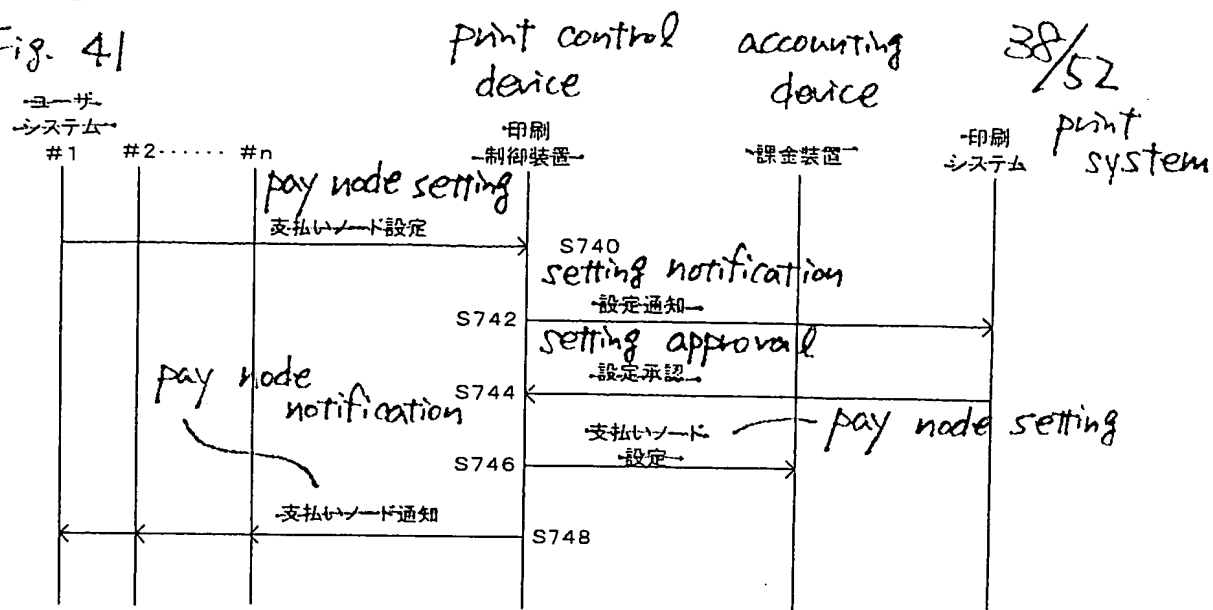 Fig. 41
print control device
accounting device
38/52
print system
ユーザ
システム
#1 #2 ······ #n
印刷
制御装置
課金装置
印刷
システム
pay node setting
支払いノード設定
S740
setting notification
設定通知
S742
setting approval
設定承認
S744
pay node
notification
支払いノード
設定
pay node setting
S746
支払いノード通知
S748